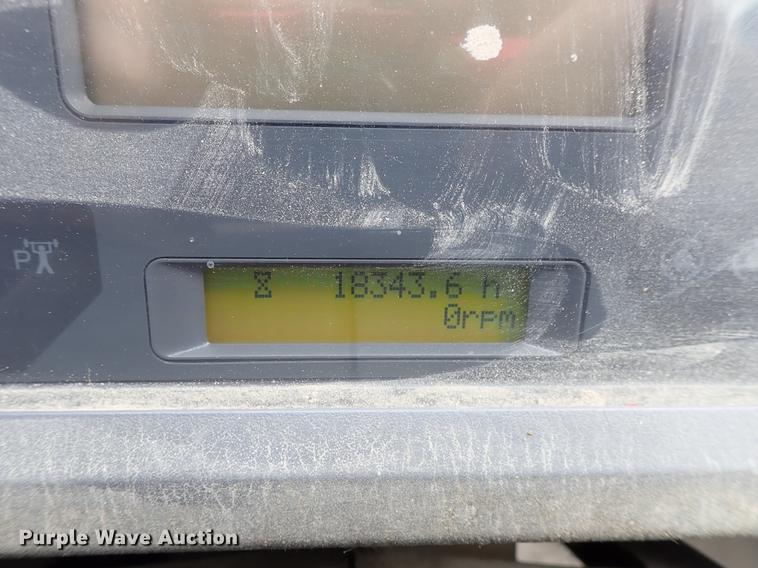 P
18343.6 h
0rpm
Purple Wave Auction